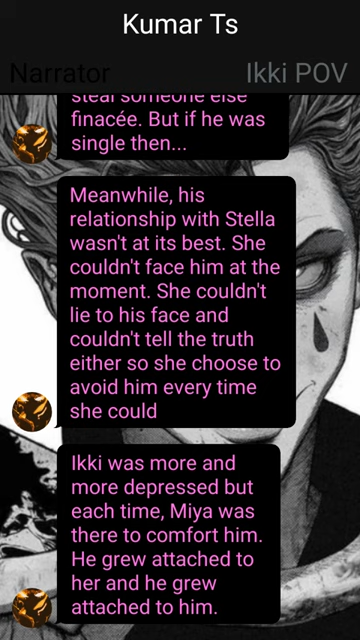 Kumar Ts
Narrator
Ikki POV
steal someone else
finacée. But if he was
single then...
Meanwhile, his
relationship with Stella
wasn't at its best. She
couldn't face him at the
moment. She couldn't
lie to his face and
couldn't tell the truth
either so she choose to
avoid him every time
she could
Ikki was more and
more depressed but
each time, Miya was
there to comfort him.
He grew attached to
her and he grew
attached to him.